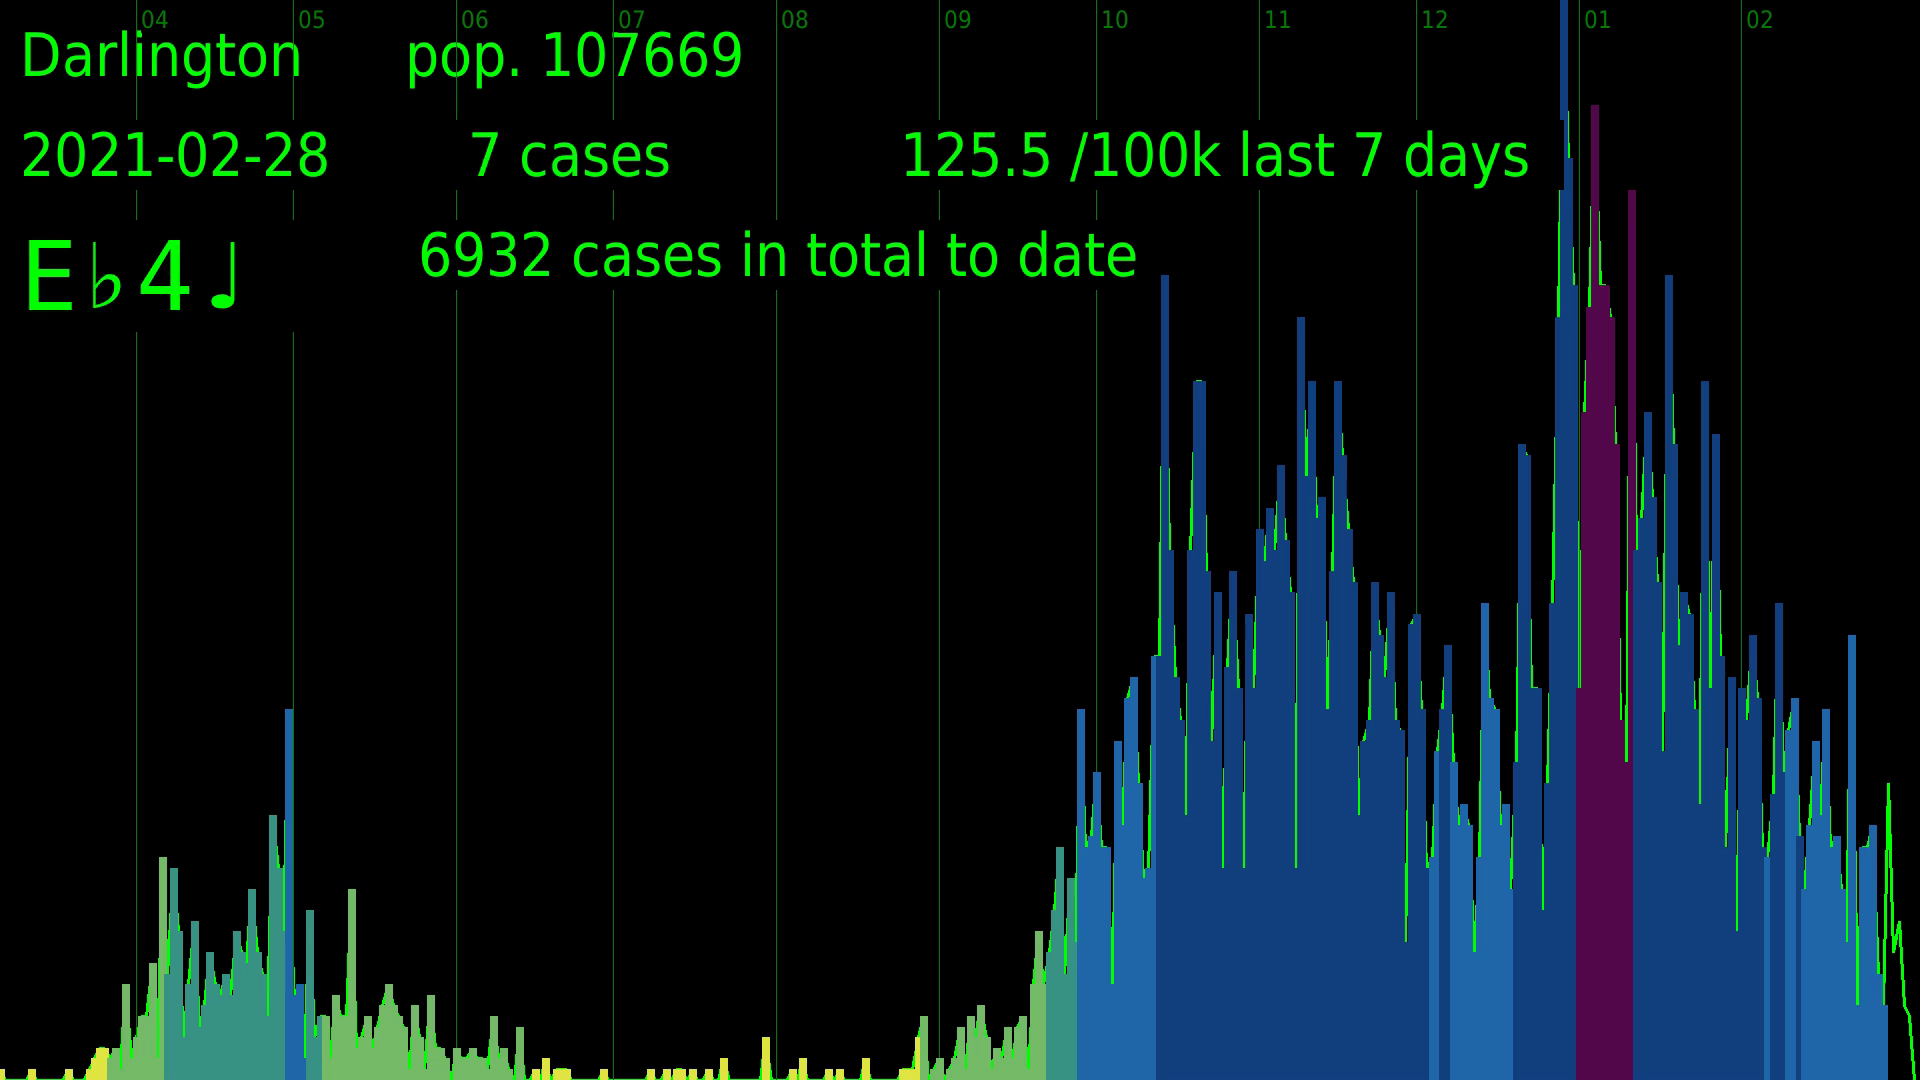 04 05 06 07 08 09 10 11 12 01 02
Darlington pop. 107669
2021-02-28 7 cases 125.5 /100k last 7 days
E♭4♩ 6932 cases in total to date